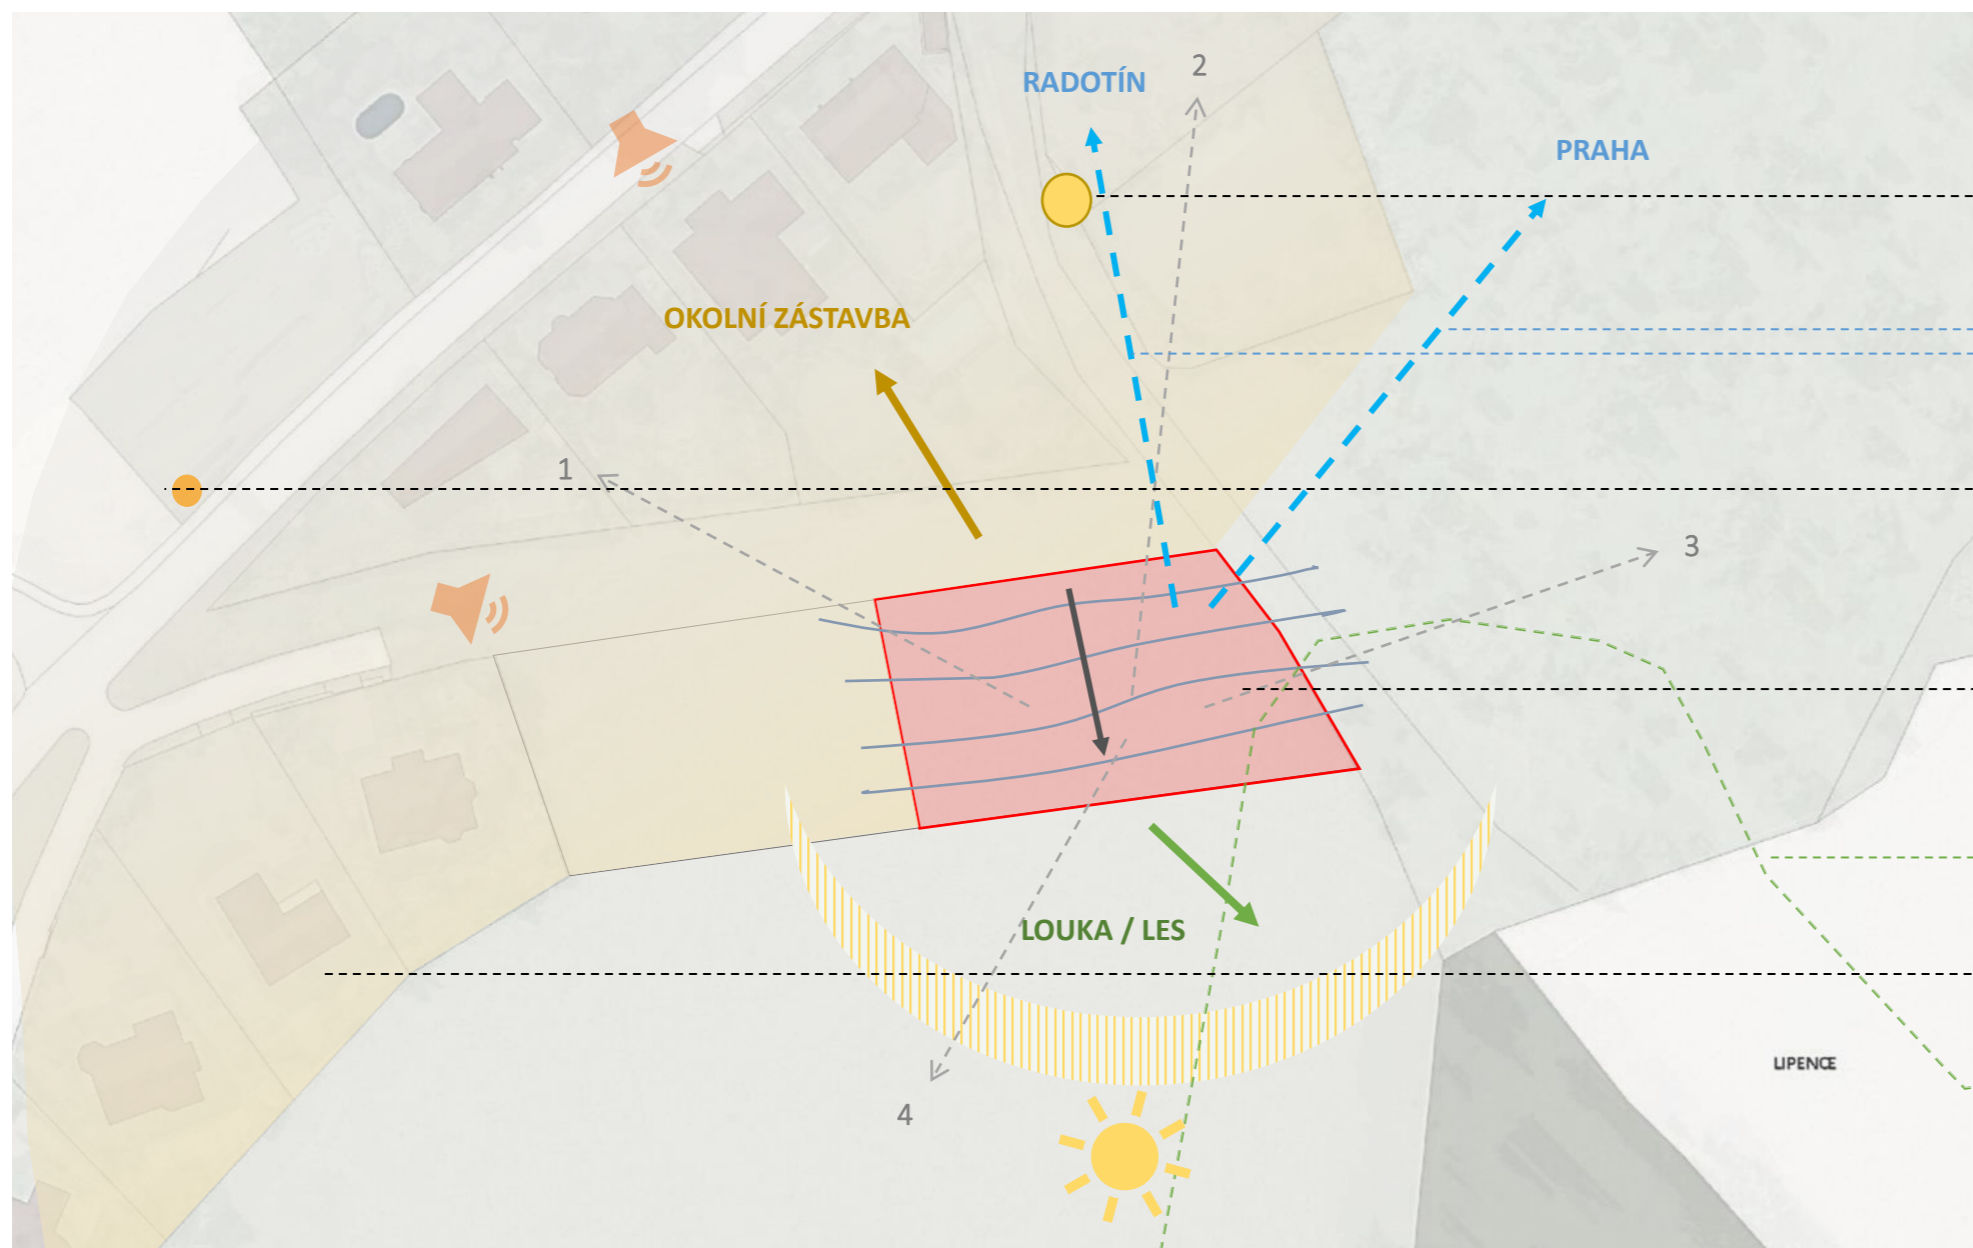 RADOTÍN
2
PRAHA
OKOLNÍ ZÁSTAVBA
1
3
LOUKA / LES
LIPENCE
4